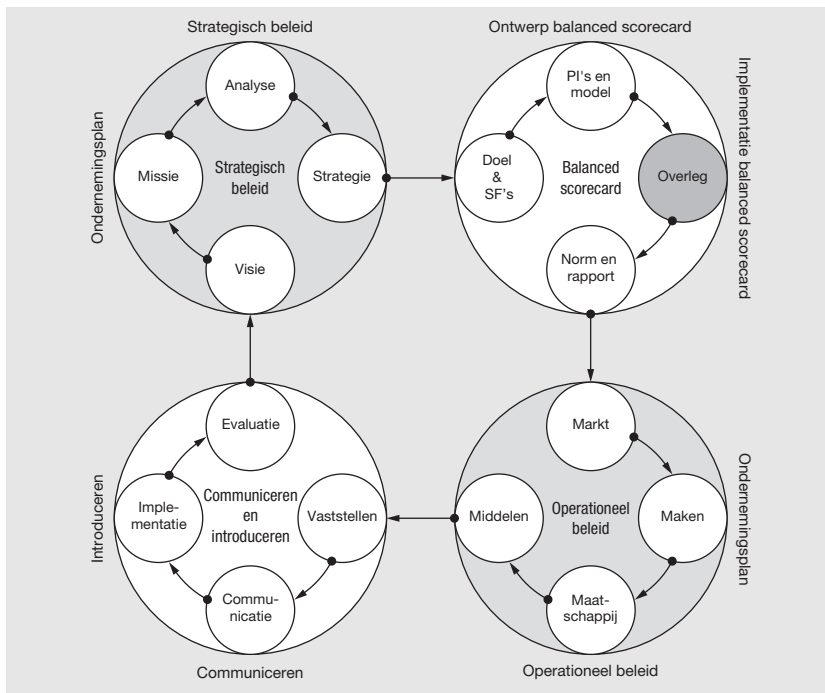 Strategisch beleid
Ontwerp balanced scorecard
Ondernemingsplan
Analyse
Missie
Strategisch
beleid
Strategie
Visie
PI's en
model
Doel
&
SF's
Balanced
scorecard
Overleg
Norm en
rapport
Implementatie balanced scorecard
Introduceren
Evaluatie
Imple-
mentatie
Communiceren
en
introduceren
Vaststellen
Commu-
nicatie
Markt
Middelen
Operationeel
beleid
Maken
Maat-
schappij
Ondernemingsplan
Communiceren
Operationeel beleid